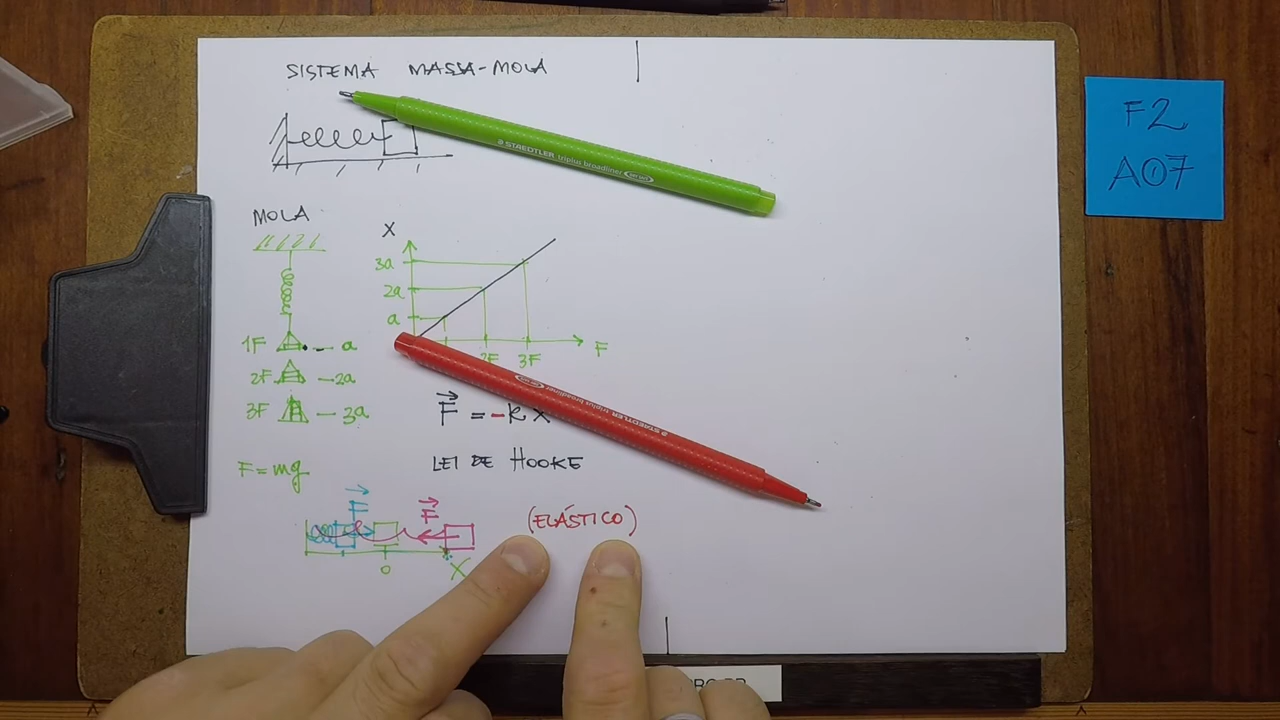 SISTEMA MASSA-MOLA
STAEDTLER triplus broadliner
F2
A07
MOLA
X
3a
2a
a
2F 3F F
1F a
2F 2a
3F 3a
F = -kx
LEI DE HOOKE
F = mg
F F
(ELÁSTICO)
0 X
STAEDTLER triplus broadliner